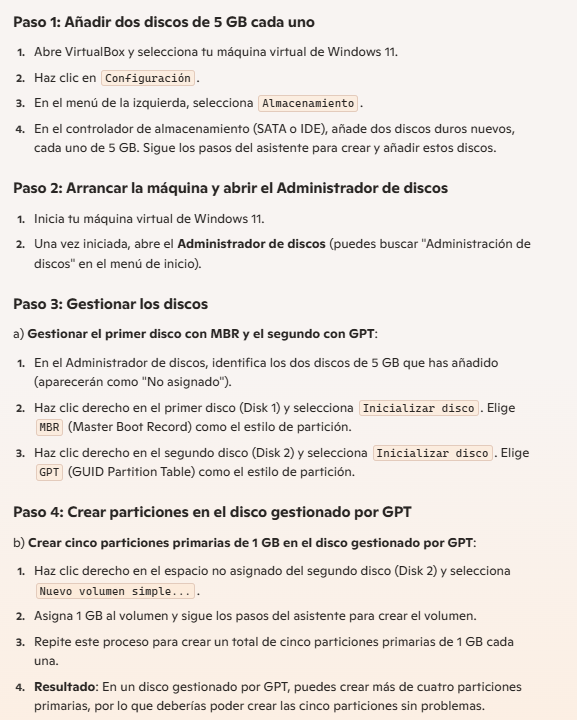 Paso 1: Añadir dos discos de 5 GB cada uno
1. Abre VirtualBox y selecciona tu máquina virtual de Windows 11.
2. Haz clic en Configuración.
3. En el menú de la izquierda, selecciona Almacenamiento.
4. En el controlador de almacenamiento (SATA o IDE), añade dos discos duros nuevos,
cada uno de 5 GB. Sigue los pasos del asistente para crear y añadir estos discos.
Paso 2: Arrancar la máquina y abrir el Administrador de discos
1. Inicia tu máquina virtual de Windows 11.
2. Una vez iniciada, abre el Administrador de discos (puedes buscar "Administración de
discos" en el menú de inicio).
Paso 3: Gestionar los discos
a) Gestionar el primer disco con MBR y el segundo con GPT:
1. En el Administrador de discos, identifica los dos discos de 5 GB que has añadido
(aparecerán como "No asignado").
2. Haz clic derecho en el primer disco (Disk 1) y selecciona Inicializar disco. Elige
MBR (Master Boot Record) como el estilo de partición.
3. Haz clic derecho en el segundo disco (Disk 2) y selecciona Inicializar disco. Elige
GPT (GUID Partition Table) como el estilo de partición.
Paso 4: Crear particiones en el disco gestionado por GPT
b) Crear cinco particiones primarias de 1 GB en el disco gestionado por GPT:
1. Haz clic derecho en el espacio no asignado del segundo disco (Disk 2) y selecciona
Nuevo volumen simple....
2. Asigna 1 GB al volumen y sigue los pasos del asistente para crear el volumen.
3. Repite este proceso para crear un total de cinco particiones primarias de 1 GB cada
una.
4. Resultado: En un disco gestionado por GPT, puedes crear más de cuatro particiones
primarias, por lo que deberías poder crear las cinco particiones sin problemas.